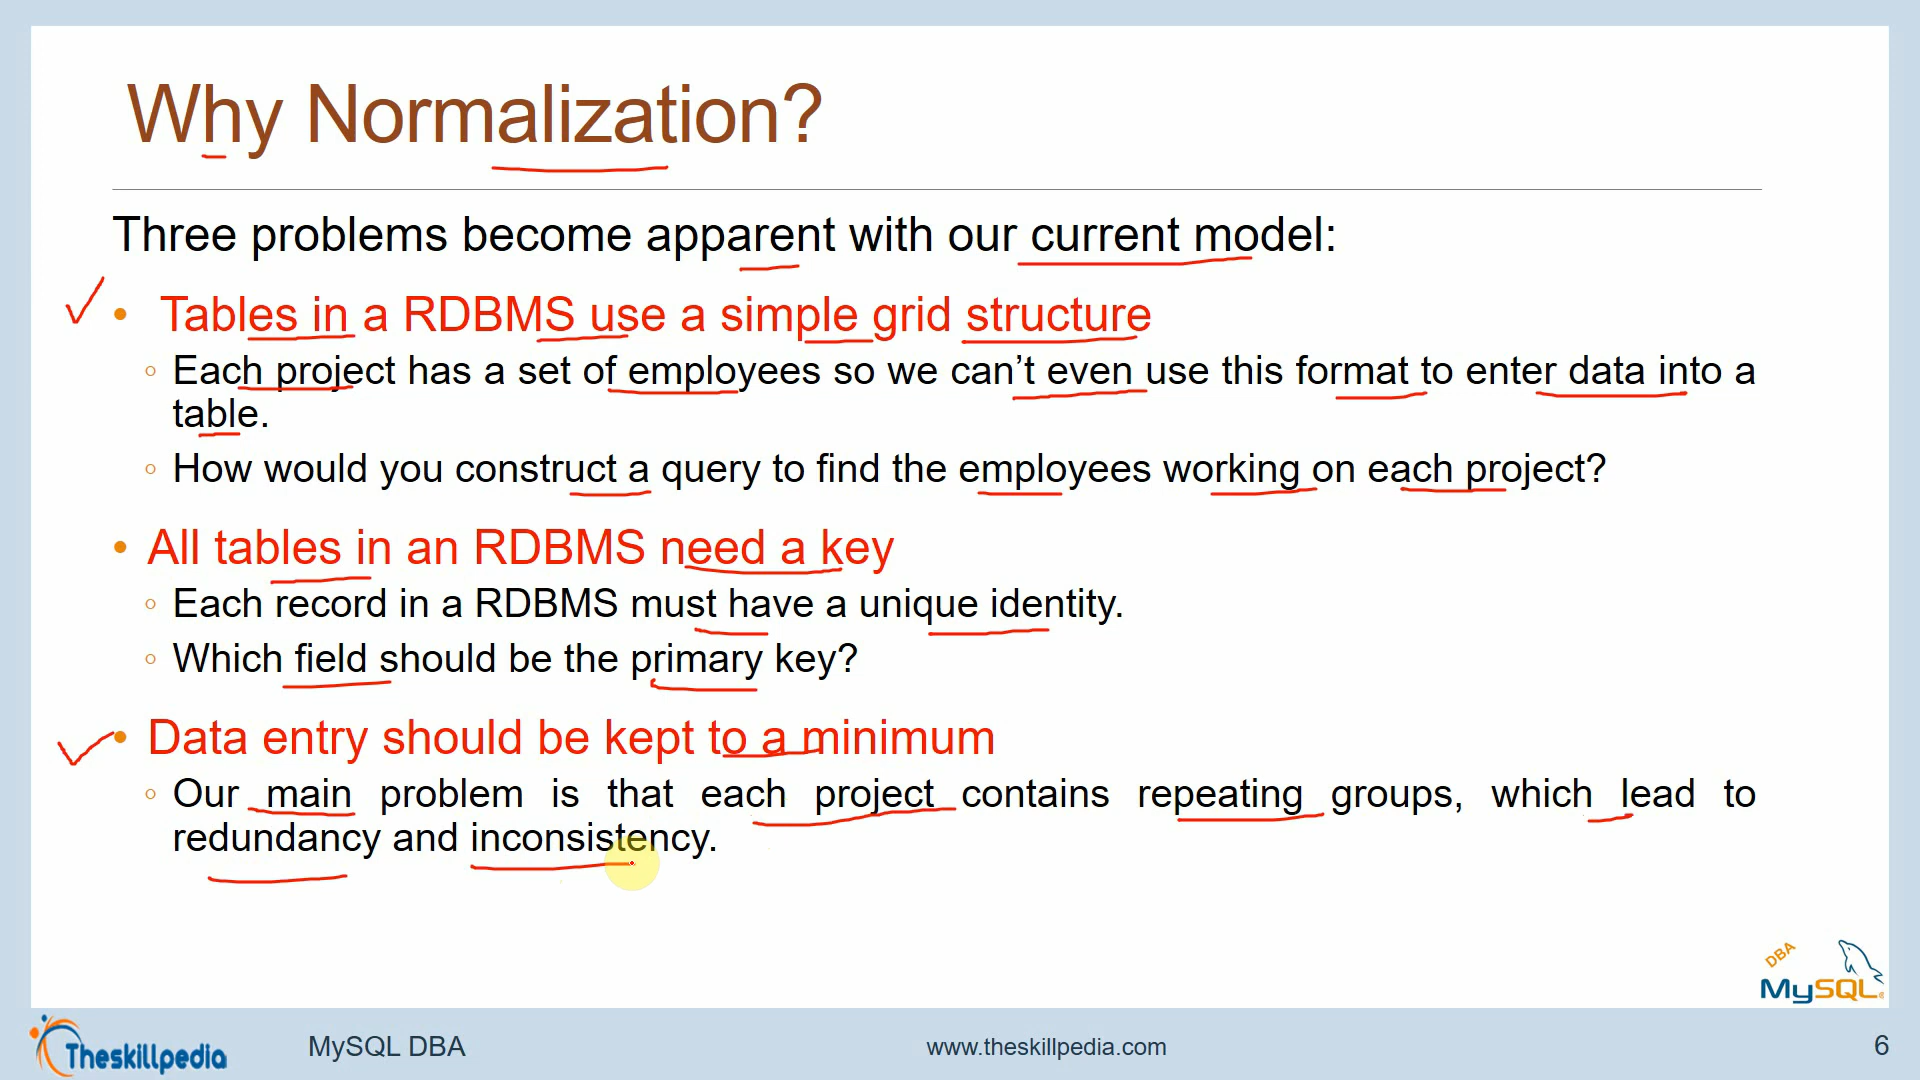 Why Normalization?
Three problems become apparent with our current model:
• Tables in a RDBMS use a simple grid structure
◦ Each project has a set of employees so we can’t even use this format to enter data into a
table.
◦ How would you construct a query to find the employees working on each project?
• All tables in an RDBMS need a key
◦ Each record in a RDBMS must have a unique identity.
◦ Which field should be the primary key?
• Data entry should be kept to a minimum
◦ Our main problem is that each project contains repeating groups, which lead to
redundancy and inconsistency.
DBA
MySQL®
Theskillpedia
MySQL DBA
www.theskillpedia.com
6